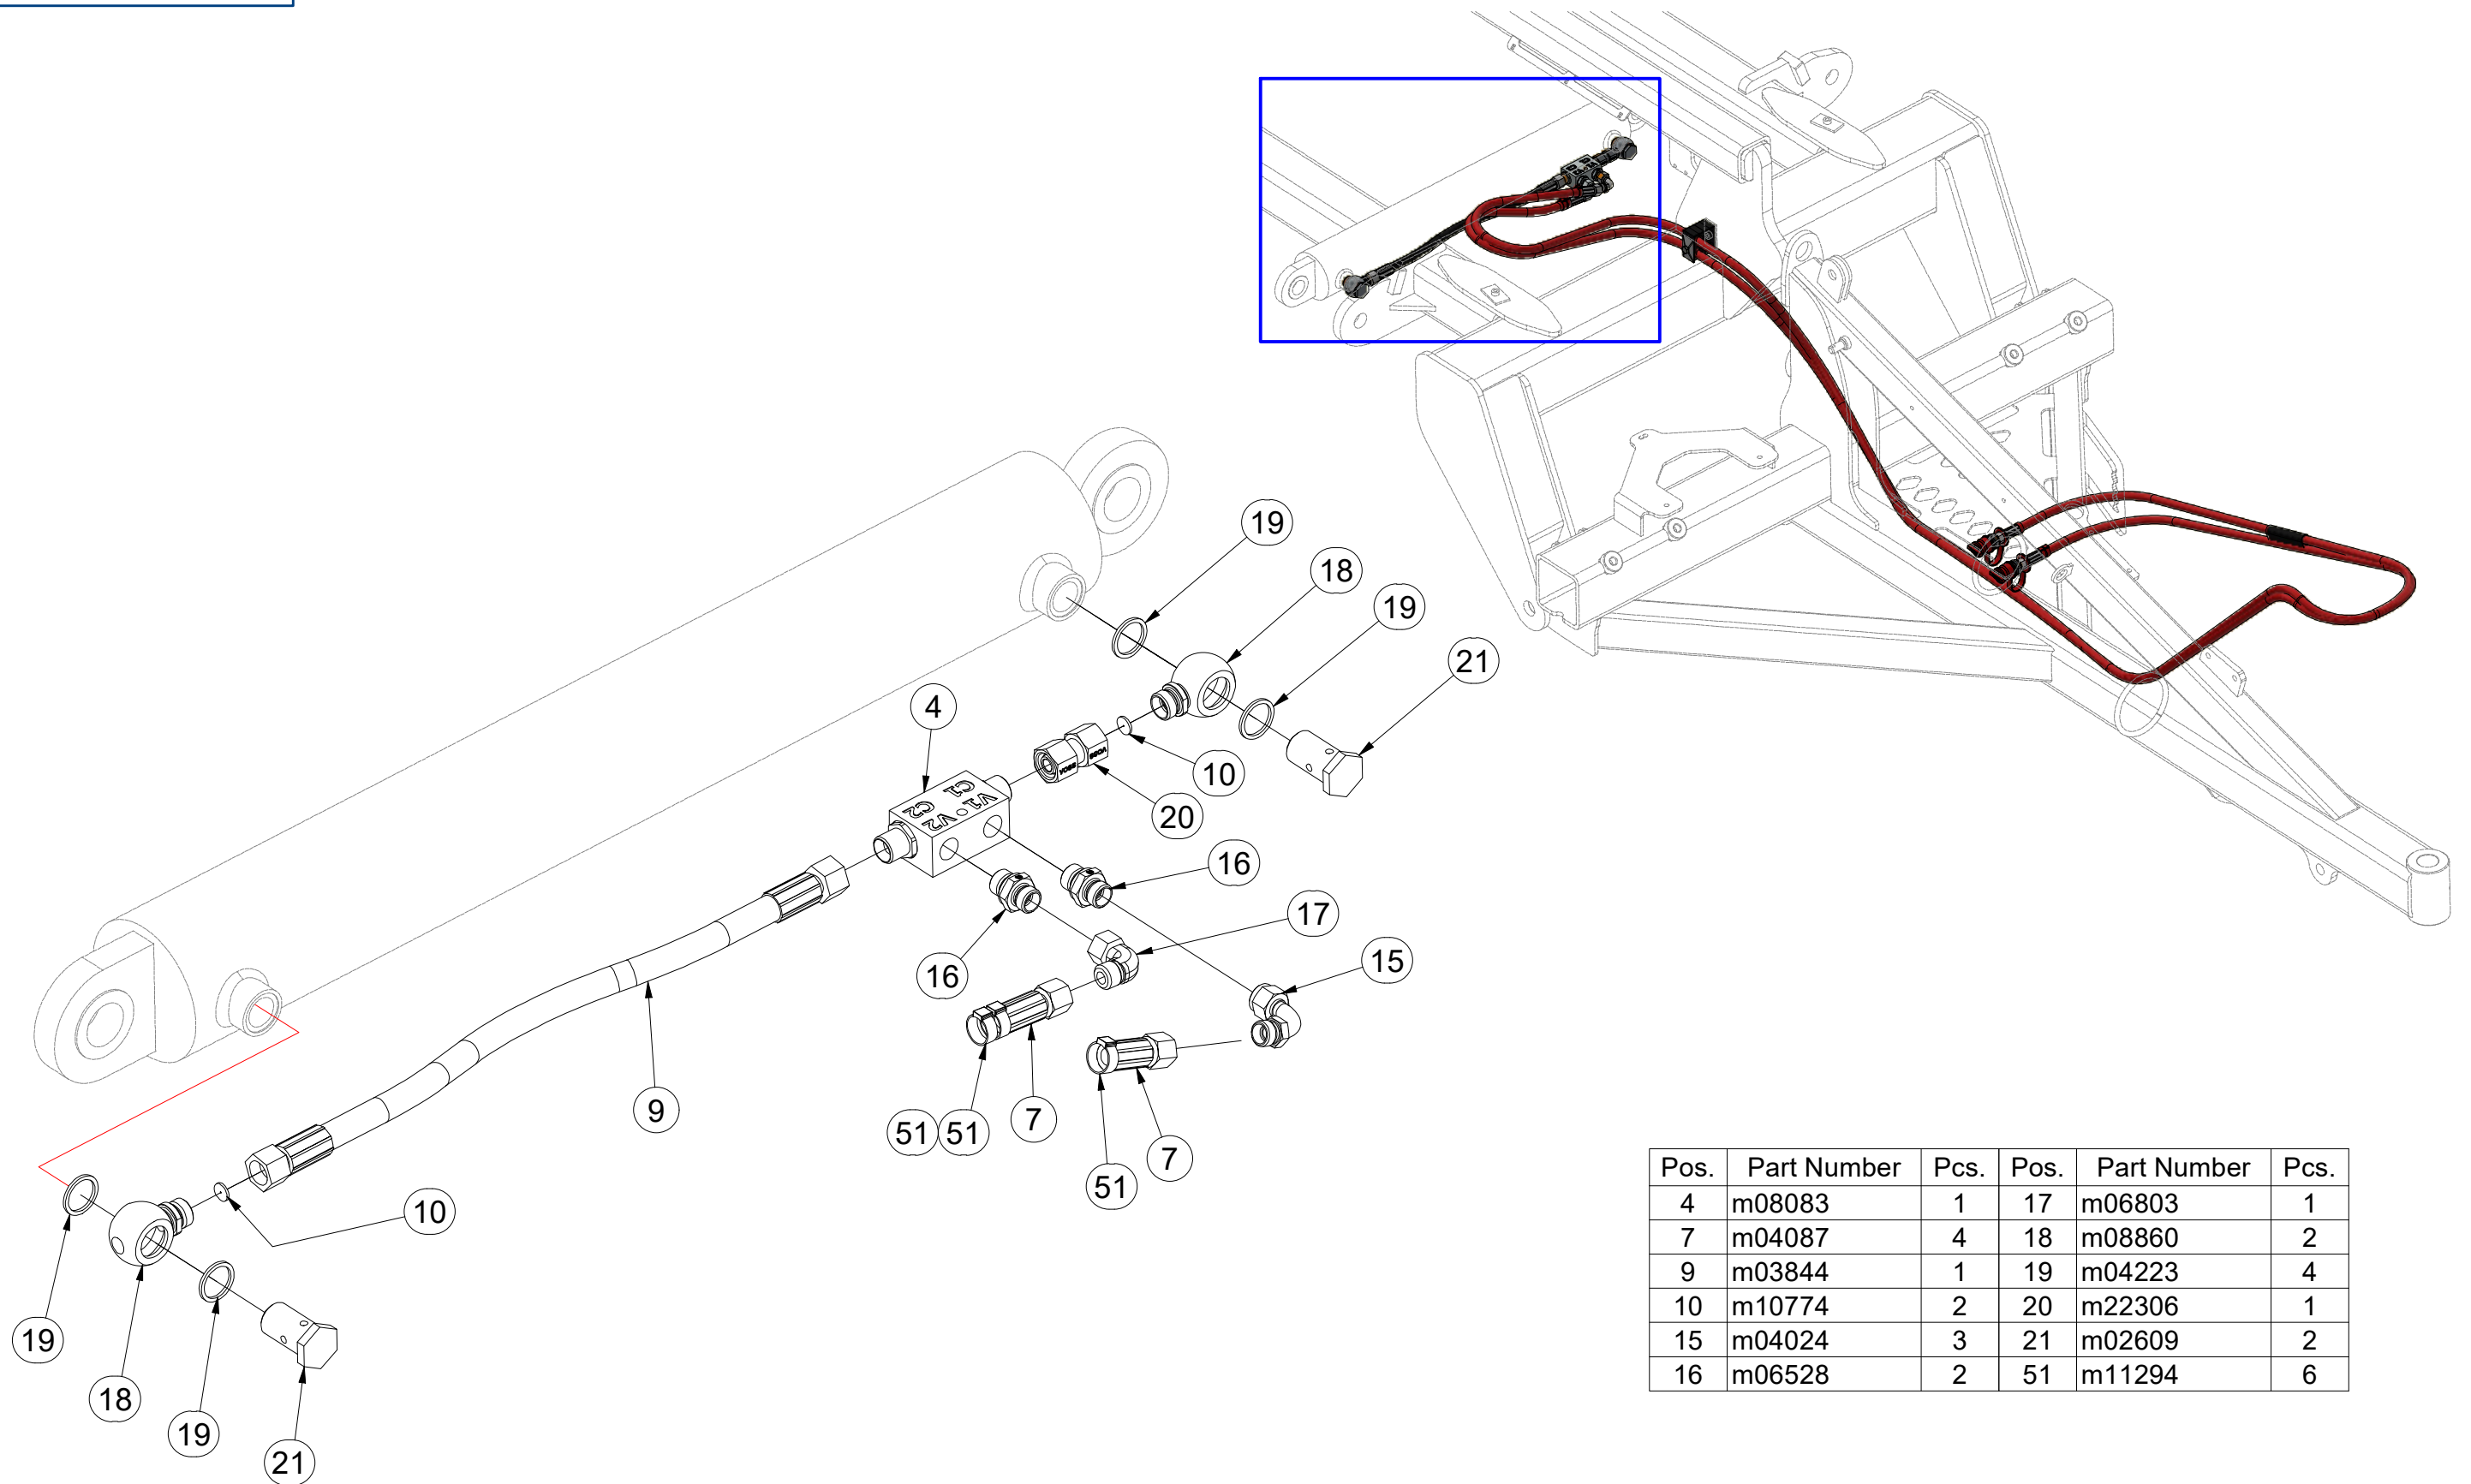 19
18
19
21
4
10
20
C1 V1
C2 V2
VOSS
VOSS
16
17
16
15
9
51 51 7
7
51
10
19
18
19
21
Pos. Part Number Pcs. Pos. Part Number Pcs.
4 m08083 1 17 m06803 1
7 m04087 4 18 m08860 2
9 m03844 1 19 m04223 4
10 m10774 2 20 m22306 1
15 m04024 3 21 m02609 2
16 m06528 2 51 m11294 6